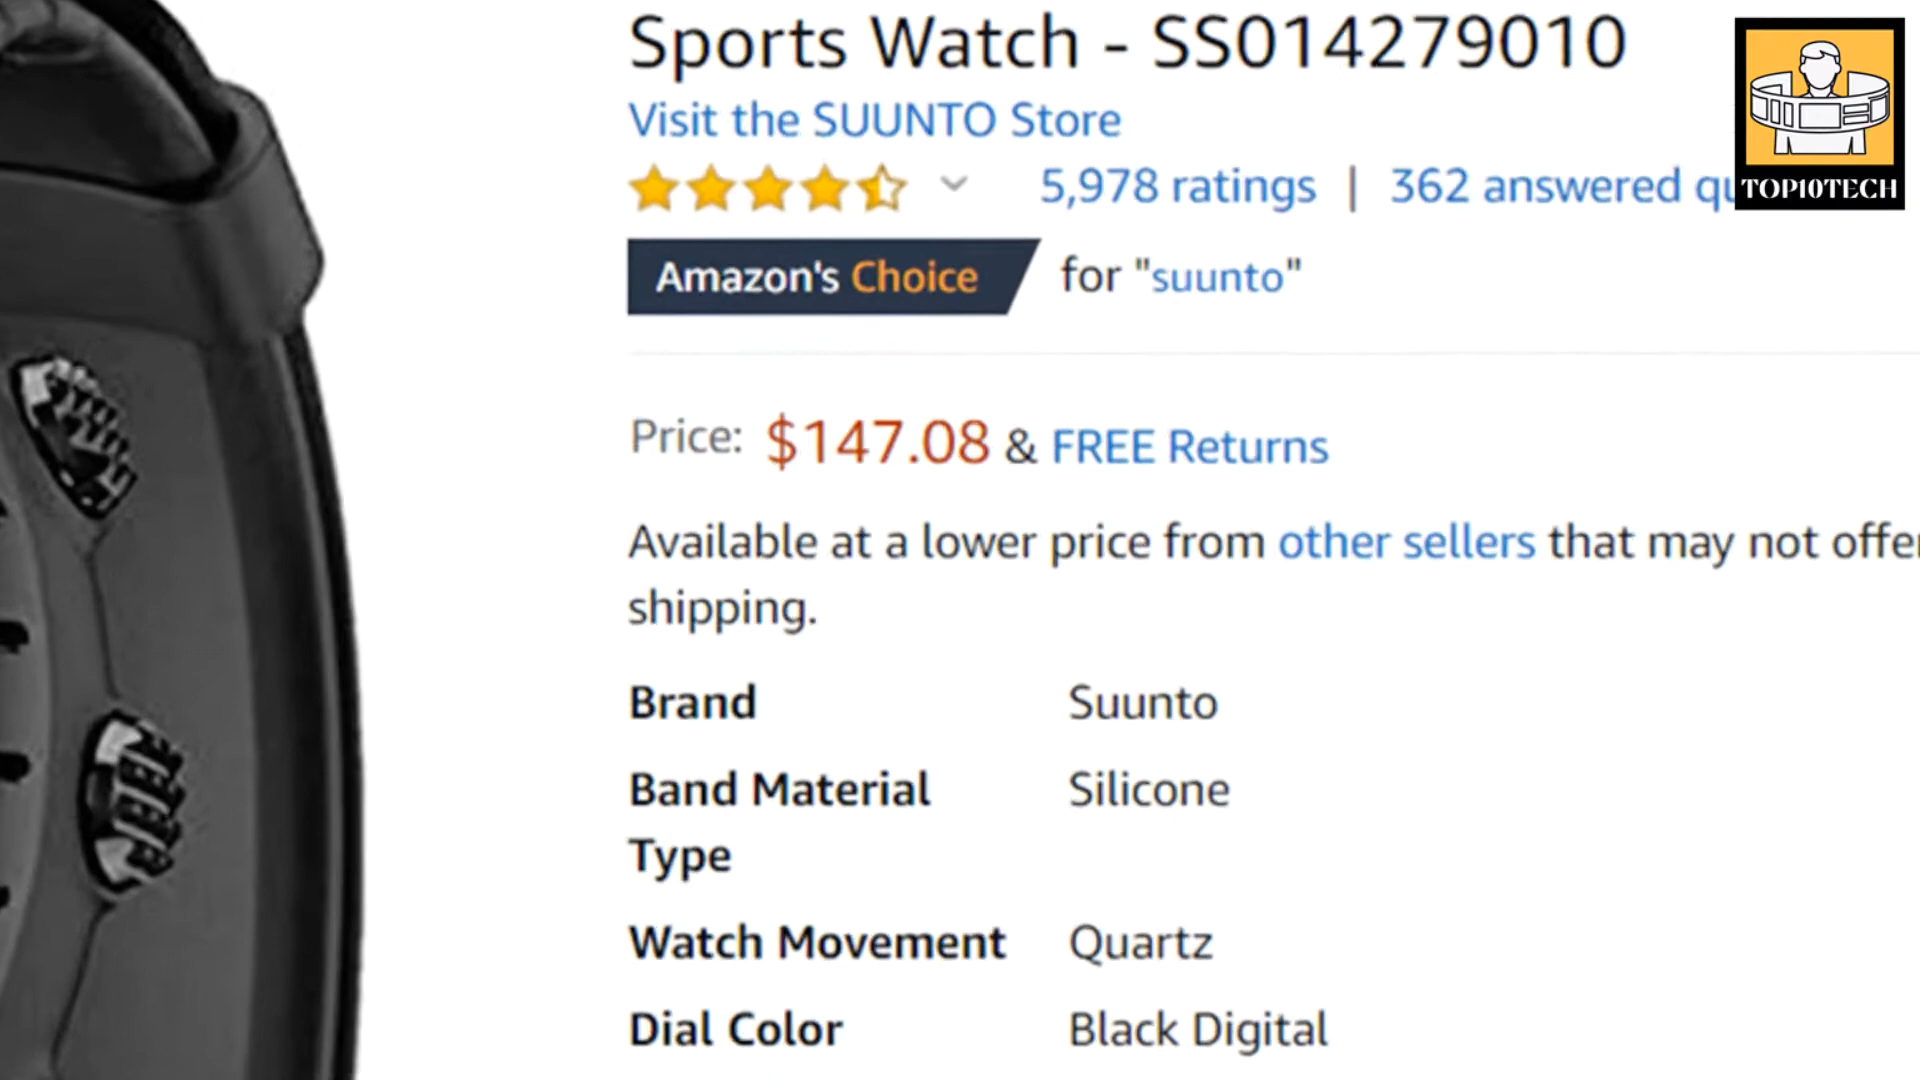 Sports Watch - SS014279010
Visit the SUUNTO Store
5,978 ratings | 362 answered
Amazon's Choice for "suunto"
Price: $147.08 & FREE Returns
Available at a lower price from other sellers that may not
shipping.
Brand Suunto
Band Material Silicone
Type
Watch Movement Quartz
Dial Color Black Digital
TOP10TECH